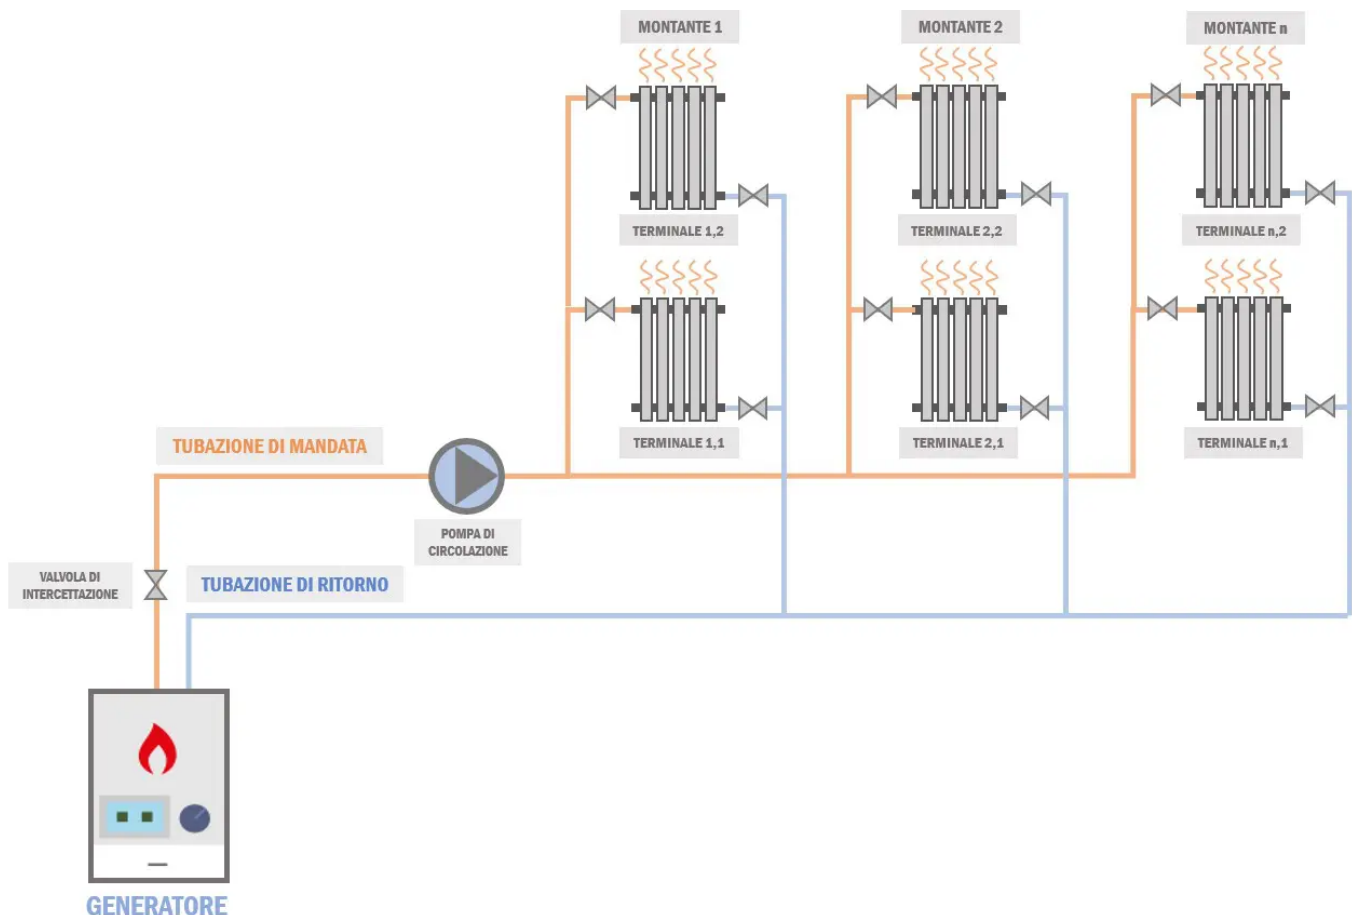 MONTANTE 1
MONTANTE 2
MONTANTE n
TERMINALE 1,2
TERMINALE 2,2
TERMINALE n,2
TERMINALE 1,1
TERMINALE 2,1
TERMINALE n,1
TUBAZIONE DI MANDATA
POMPA DI
CIRCOLAZIONE
VALVOLA DI
INTERCETTAZIONE
TUBAZIONE DI RITORNO
GENERATORE